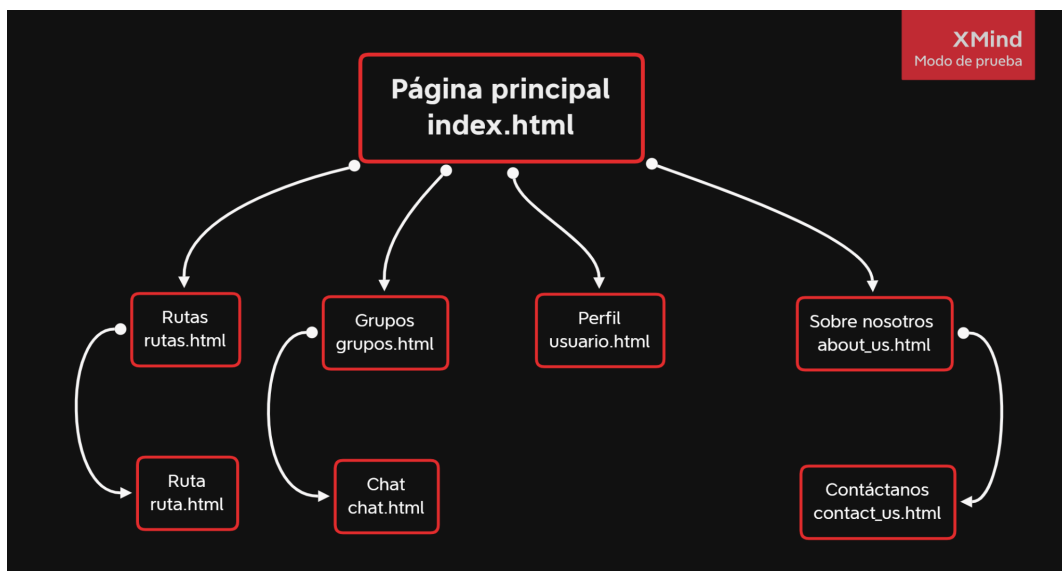 XMind
Modo de prueba
Página principal
index.html
Rutas
rutas.html
Grupos
grupos.html
Perfil
usuario.html
Sobre nosotros
about_us.html
Ruta
ruta.html
Chat
chat.html
Contáctanos
contact_us.html